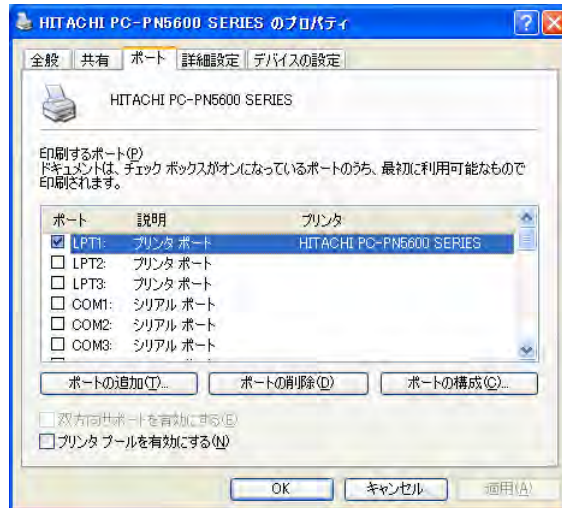 HITACHI PC-PN5600 SERIES のプロパティ
全般 共有 ポート 詳細設定 デバイスの設定
HITACHI PC-PN5600 SERIES
印刷するポート(P)
ドキュメントは、チェック ボックスがオンになっているポートのうち、最初に利用可能なもので
印刷されます。
ポート 説明 プリンタ
LPT1: プリンタ ポート HITACHI PC-PN5600 SERIES
LPT2: プリンタ ポート
LPT3: プリンタ ポート
COM1: シリアル ポート
COM2: シリアル ポート
COM3: シリアル ポート
ポートの追加(T)... ポートの削除(D) ポートの構成(C)...
双方向サポートを有効にする(E)
プリンタ プールを有効にする(N)
OK キャンセル 適用(A)